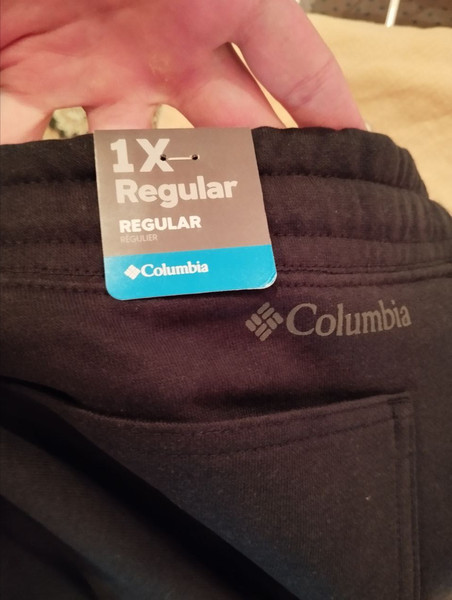 1X
Regular
REGULAR
RÉGULIER
Columbia
Columbia